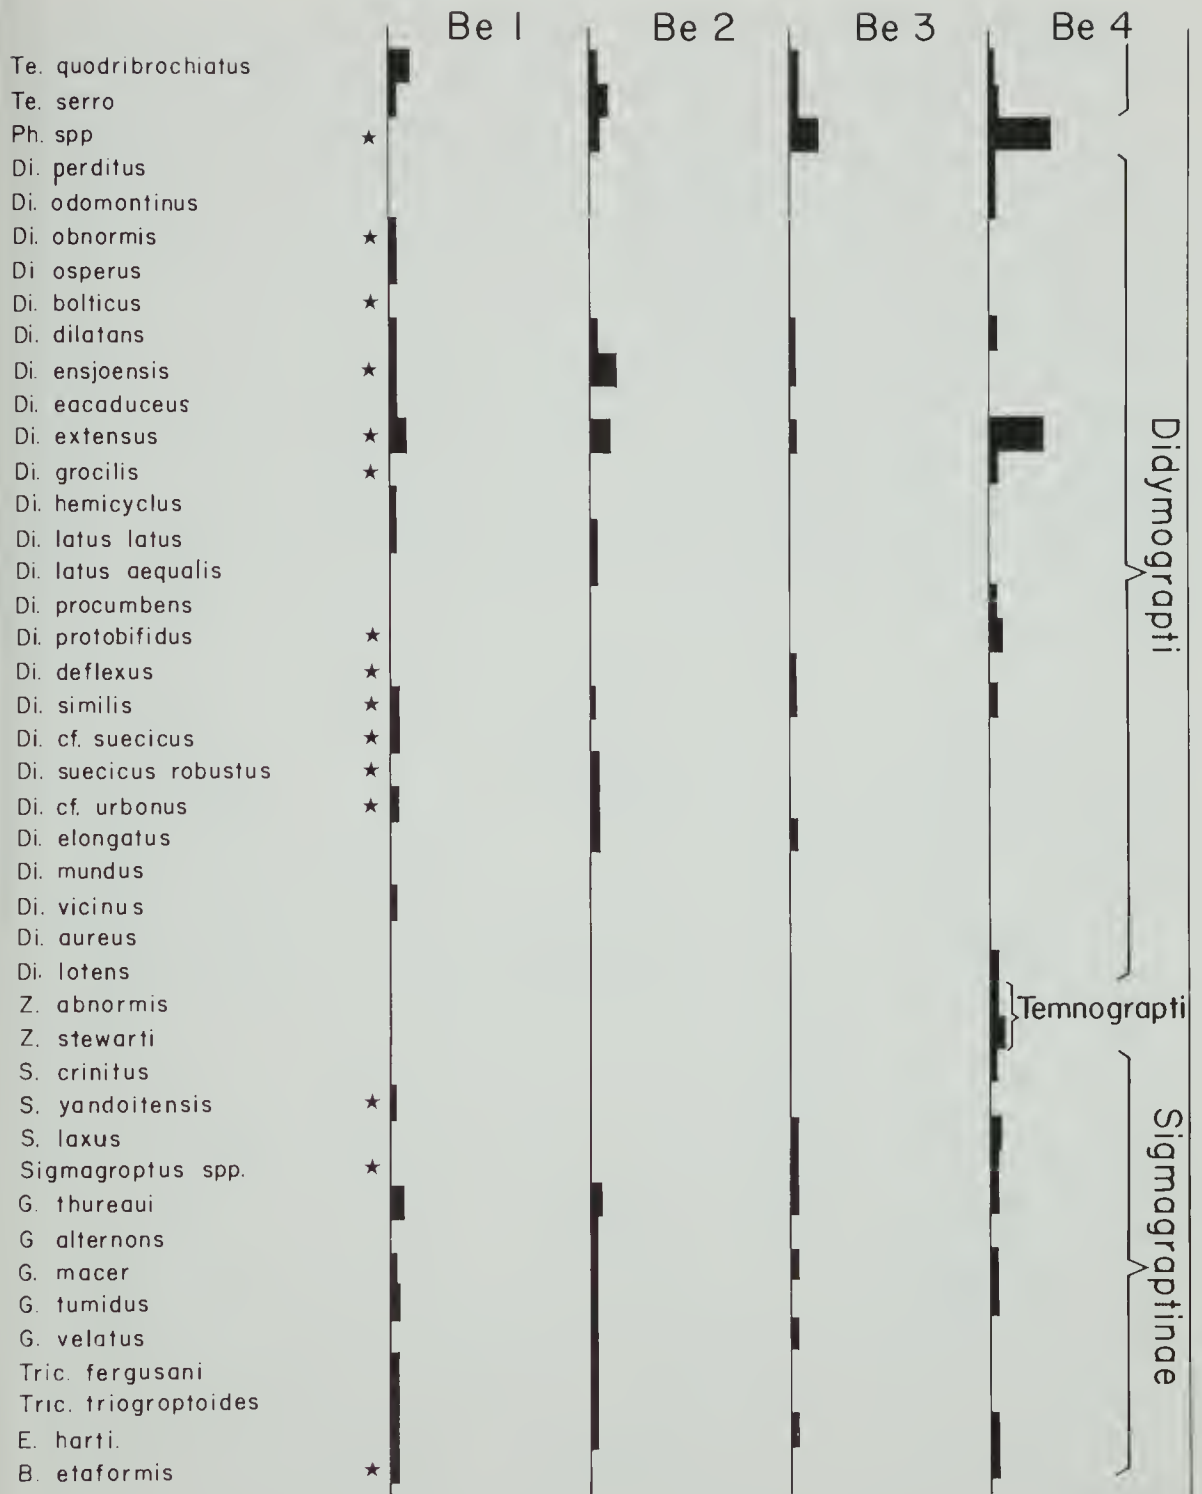 Be 1 Be 2 Be 3 Be 4
Te. quodribrochiatus
Te. serro
Ph. spp ★
Di. perditus
Di. odomontinus
Di. obnormis ★
Di osperus
Di. bolticus ★
Di. dilatans
Di. ensjoensis ★
Di. eacaduceus
Di. extensus ★
Di. grocilis ★
Di. hemicyclus
Di. latus latus
Di. latus aequalis
Di. procumbens
Di. protobifidus ★
Di. deflexus ★
Di. similis ★
Di. cf. suecicus ★
Di. suecicus robustus ★
Di. cf. urbonus ★
Di. elongatus
Di. mundus
Di. vicinus
Di. aureus
Di. lotens
Z. abnormis
Z. stewarti
S. crinitus
S. yandoitensis ★
S. laxus
Sigmagroptus spp. ★
G. thureaui
G alternons
G. macer
G. tumidus
G. velatus
Tric. fergusani
Tric. triogroptoides
E. harti.
B. etaformis ★
Didymograpti
Temnograpti
Sigmagraptinae